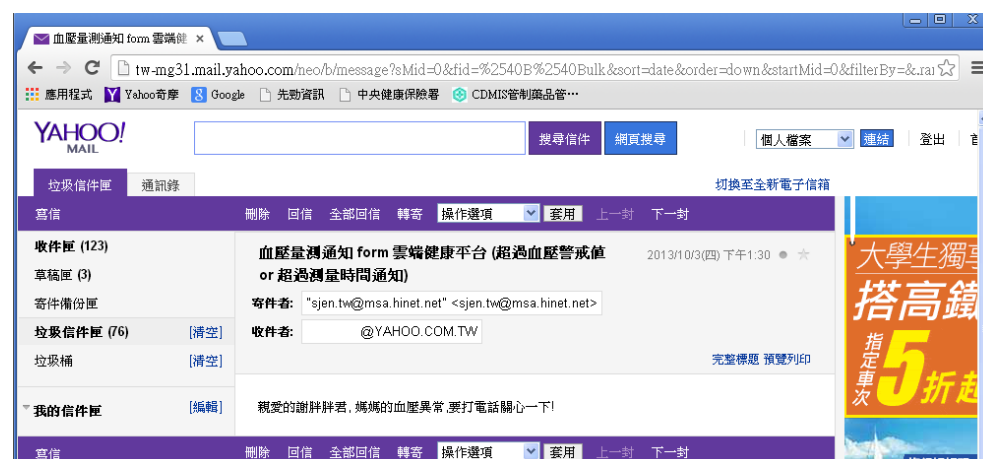 血壓量測通知 form 雲端健
tw-mg31.mail.yahoo.com/neo/b/message?sMid=0&fid=%2540B%2540Bulk&sort=date&order=down&startMid=0&filterBy=&.rai
應用程式 Yahoo奇摩 Google 先勁資訊 中央健康保險署 CDMIS管制藥品管…
YAHOO!
MAIL
搜尋信件 網頁搜尋 個人檔案 連結 登出
垃圾信件匣 通訊錄 切換至全新電子信箱
寫信 刪除 回信 全部回信 轉寄 操作選項 套用 上一封 下一封
收件匣 (123)
草稿匣 (3)
寄件備份匣
垃圾信件匣 (76) [清空]
垃圾桶 [清空]
我的信件匣 [編輯]
血壓量測通知 form 雲端健康平台 (超過血壓警戒值
or 超過測量時間通知)
2013/10/3(四) 下午1:30
寄件者: "sjen.tw@msa.hinet.net" <sjen.tw@msa.hinet.net>
收件者: @YAHOO.COM.TW
完整標題 預覽列印
親愛的謝胖胖君, 媽媽的血壓異常,要打電話關心一下!
寫信 刪除 回信 全部回信 轉寄 操作選項 套用 上一封 下一封
大學生獨享
搭高鐵
指定車次
5折起